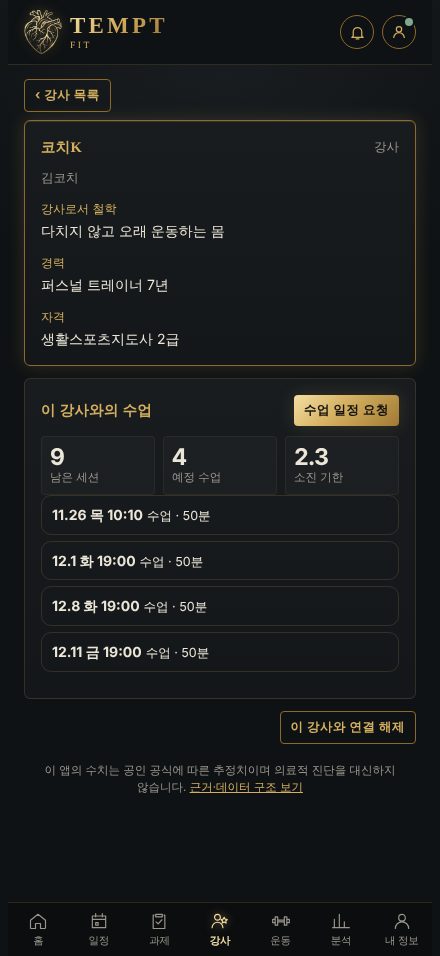 TEMPT
FIT
‹ 강사 목록
코치K
강사
김코치
강사로서 철학
다치지 않고 오래 운동하는 몸
경력
퍼스널 트레이너 7년
자격
생활스포츠지도사 2급
이 강사와의 수업
수업 일정 요청
9
남은 세션
4
예정 수업
2.3
소진 기한
11.26 목 10:10 수업 · 50분
12.1 화 19:00 수업 · 50분
12.8 화 19:00 수업 · 50분
12.11 금 19:00 수업 · 50분
이 강사와 연결 해제
이 앱의 수치는 공인 공식에 따른 추정치이며 의료적 진단을 대신하지
않습니다. 근거·데이터 구조 보기
홈
일정
과제
강사
운동
분석
내 정보